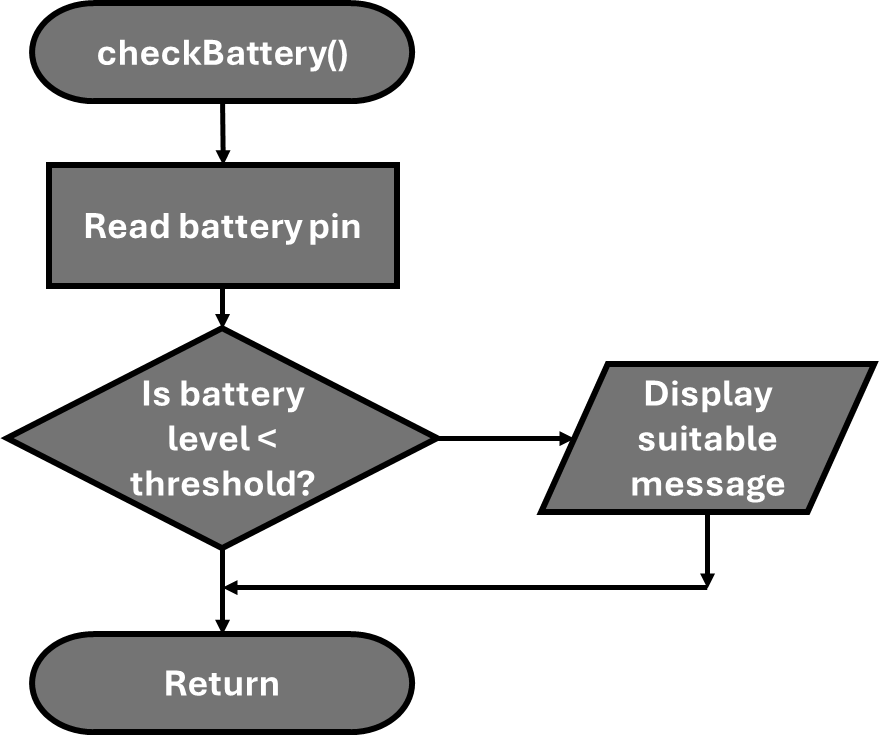 checkBattery()
Read battery pin
Is battery
level <
threshold?
Display
suitable
message
Return